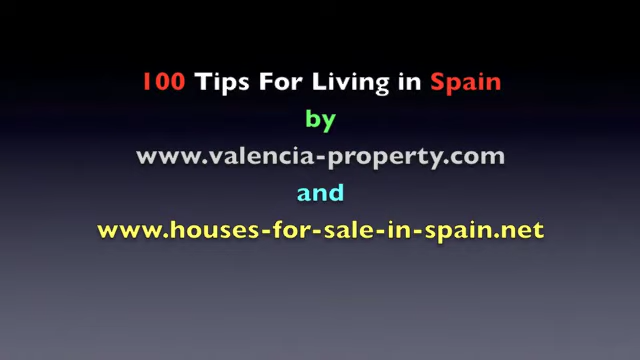 100 Tips For Living in Spain
by
www.valencia-property.com
and
www.houses-for-sale-in-spain.net